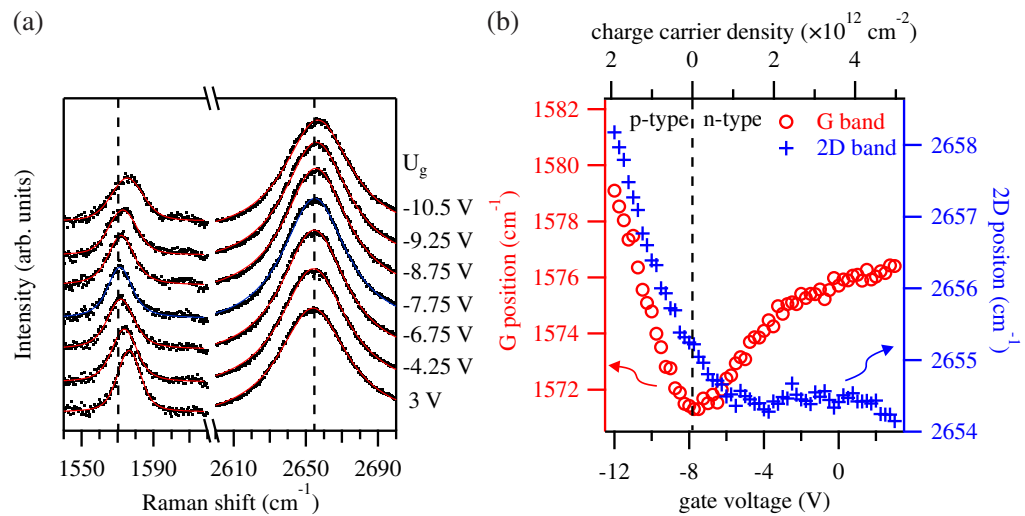 (a)
Intensity (arb. units)
U_g
-10.5 V
-9.25 V
-8.75 V
-7.75 V
-6.75 V
-4.25 V
3 V
1550 1590 2610 2650 2690
Raman shift (cm⁻¹)
(b)
charge carrier density (×10¹² cm⁻²)
2 0 2 4
p-type n-type
G band
2D band
G position (cm⁻¹)
1582
1580
1578
1576
1574
1572
2658
2657
2656
2655
2654
2D positon (cm⁻¹)
-12 -8 -4 0
gate voltage (V)